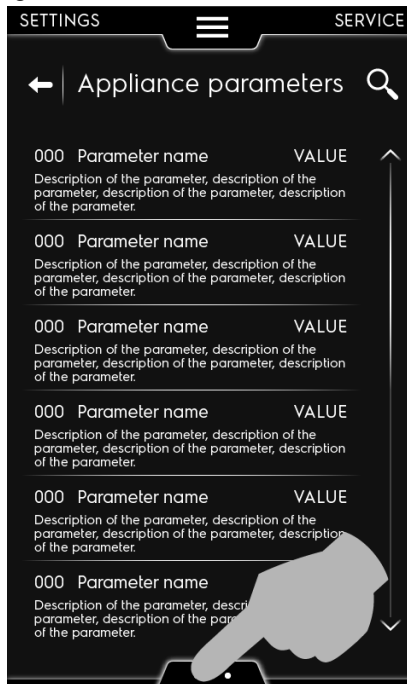 SETTINGS SERVICE
Appliance parameters
000 Parameter name VALUE
Description of the parameter, description of the
parameter, description of the parameter, description
of the parameter.
000 Parameter name VALUE
Description of the parameter, description of the
parameter, description of the parameter, description
of the parameter.
000 Parameter name VALUE
Description of the parameter, description of the
parameter, description of the parameter, description
of the parameter.
000 Parameter name VALUE
Description of the parameter, description of the
parameter, description of the parameter, description
of the parameter.
000 Parameter name VALUE
Description of the parameter, description of the
parameter, description of the parameter, description
of the parameter.
000 Parameter name
Description of the parameter, descri
parameter, description of the para
of the parameter.